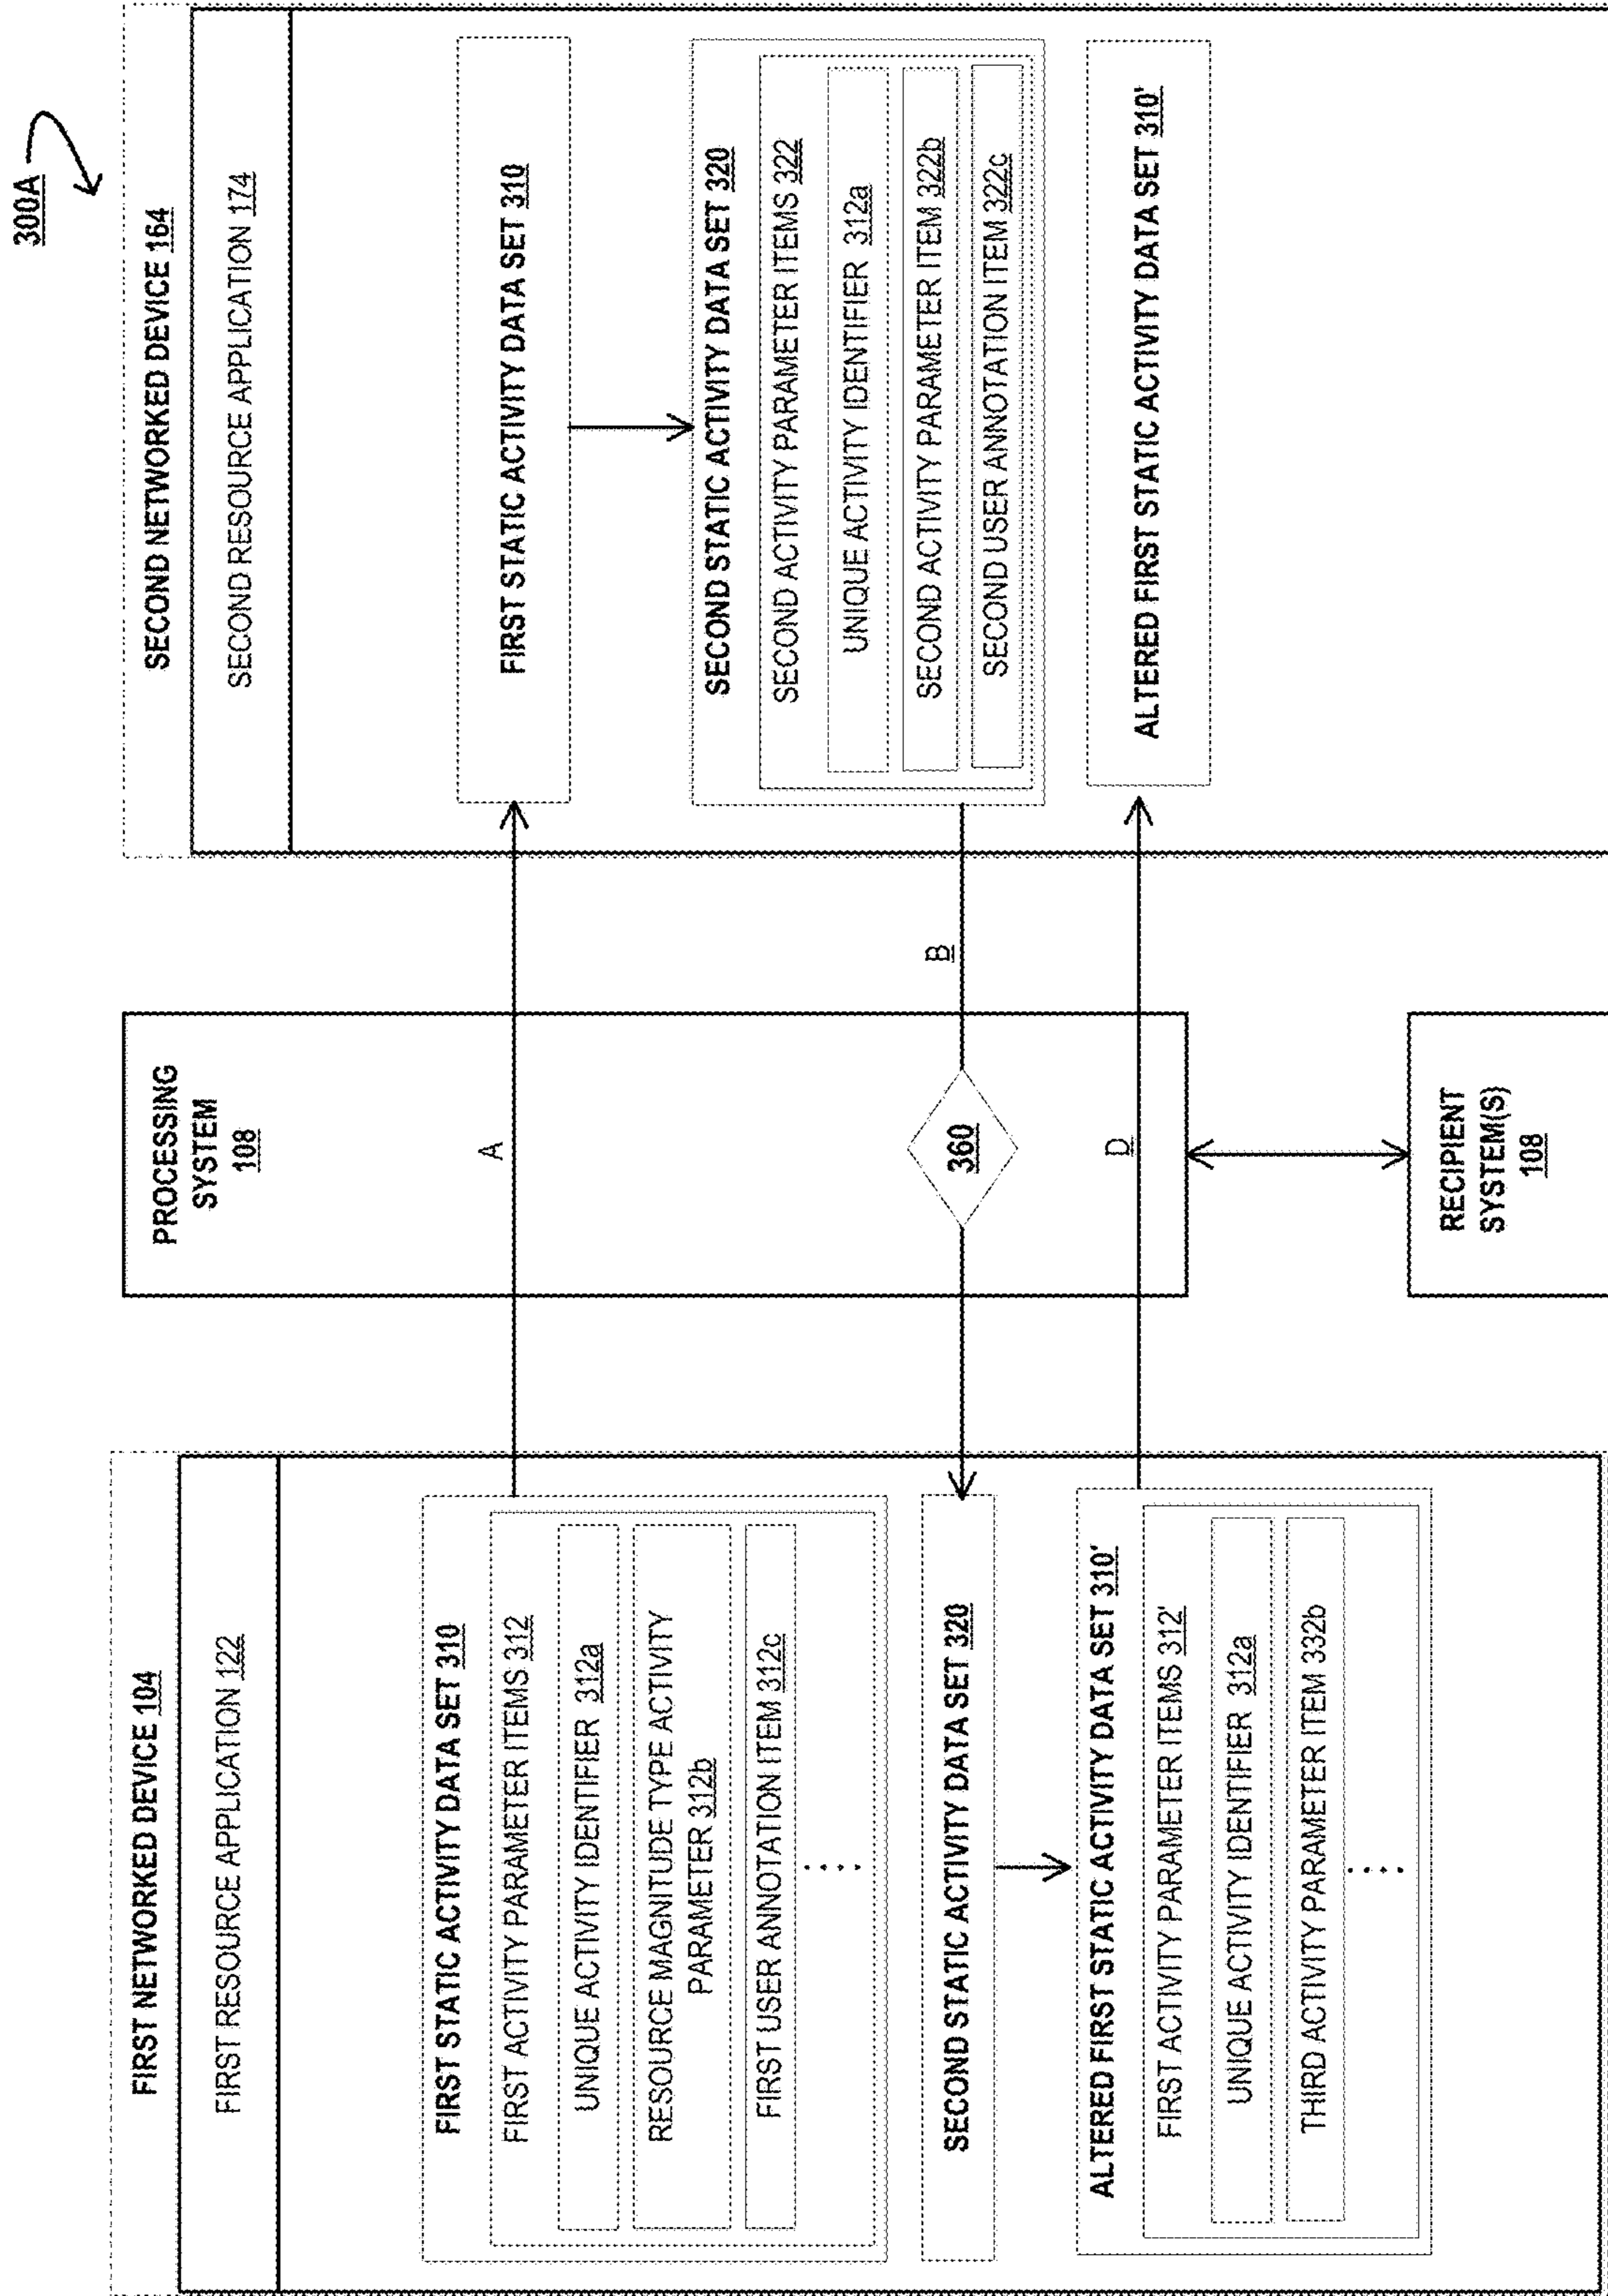 300A
FIRST NETWORKED DEVICE 104
FIRST RESOURCE APPLICATION 122
FIRST STATIC ACTIVITY DATA SET 310
FIRST ACTIVITY PARAMETER ITEMS 312
UNIQUE ACTIVITY IDENTIFIER 312a
RESOURCE MAGNITUDE TYPE ACTIVITY
PARAMETER 312b
FIRST USER ANNOTATION ITEM 312c
SECOND STATIC ACTIVITY DATA SET 320
ALTERED FIRST STATIC ACTIVITY DATA SET 310'
FIRST ACTIVITY PARAMETER ITEMS 312'
UNIQUE ACTIVITY IDENTIFIER 312a
THIRD ACTIVITY PARAMETER ITEM 332b
PROCESSING
SYSTEM
108
A
B
360
D
RECIPIENT
SYSTEM(S)
108
SECOND NETWORKED DEVICE 164
SECOND RESOURCE APPLICATION 174
FIRST STATIC ACTIVITY DATA SET 310
SECOND STATIC ACTIVITY DATA SET 320
SECOND ACTIVITY PARAMETER ITEMS 322
UNIQUE ACTIVITY IDENTIFIER 312a
SECOND ACTIVITY PARAMETER ITEM 322b
SECOND USER ANNOTATION ITEM 322c
ALTERED FIRST STATIC ACTIVITY DATA SET 310'